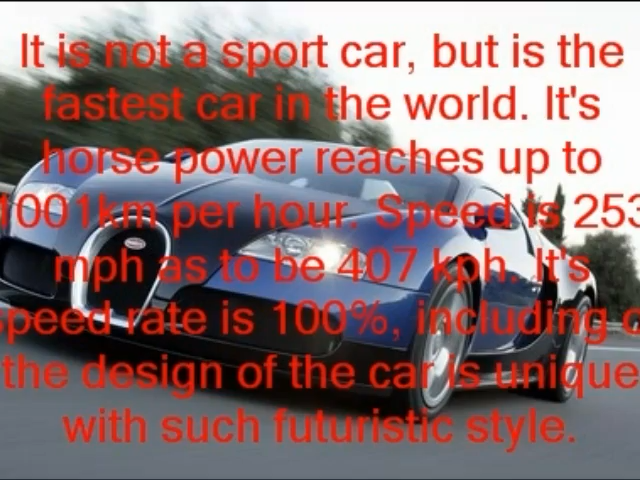 It is not a sport car, but is the
fastest car in the world. It's
horse power reaches up to
1001km per hour. Speed is 253
mph as to be 407 kph. It's
speed rate is 100%, including
the design of the car is unique
with such futuristic style.